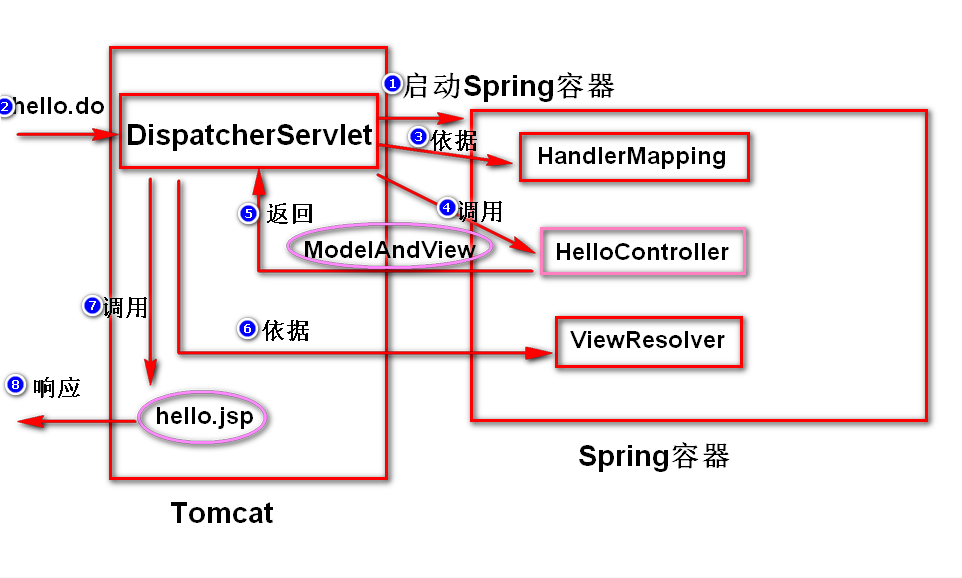 ①启动Spring容器
②hello.do
DispatcherServlet
③依据
HandlerMapping
④调用
⑤返回
ModelAndView
HelloController
⑥依据
ViewResolver
⑦调用
⑧响应
hello.jsp
Spring容器
Tomcat